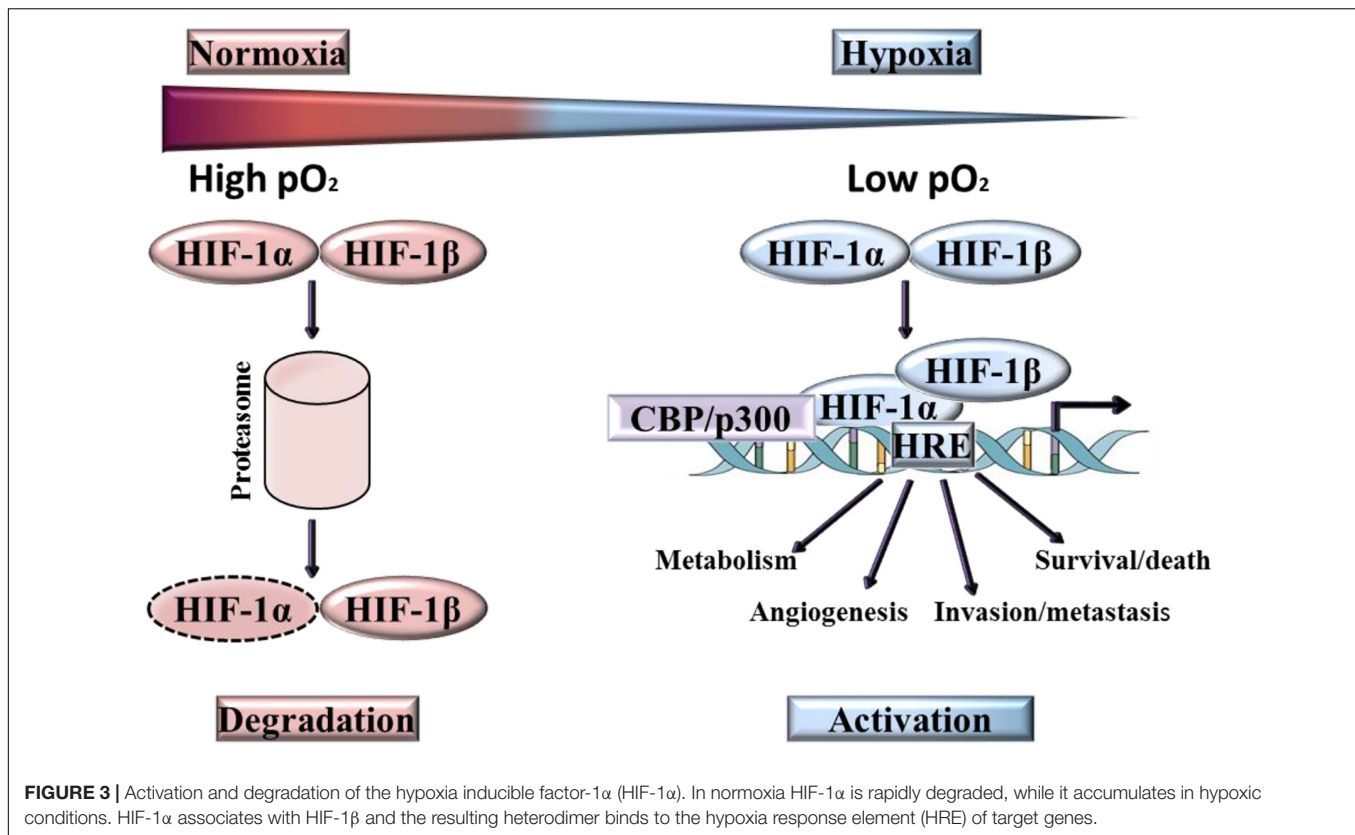 Normoxia
Hypoxia
High pO₂
Low pO₂
HIF-1α HIF-1β
HIF-1α HIF-1β
Proteasome
HIF-1β
HIF-1α
CBP/p300
HRE
Metabolism
Survival/death
Angiogenesis
Invasion/metastasis
HIF-1α HIF-1β
Degradation
Activation
FIGURE 3 | Activation and degradation of the hypoxia inducible factor-1α (HIF-1α). In normoxia HIF-1α is rapidly degraded, while it accumulates in hypoxic
conditions. HIF-1α associates with HIF-1β and the resulting heterodimer binds to the hypoxia response element (HRE) of target genes.